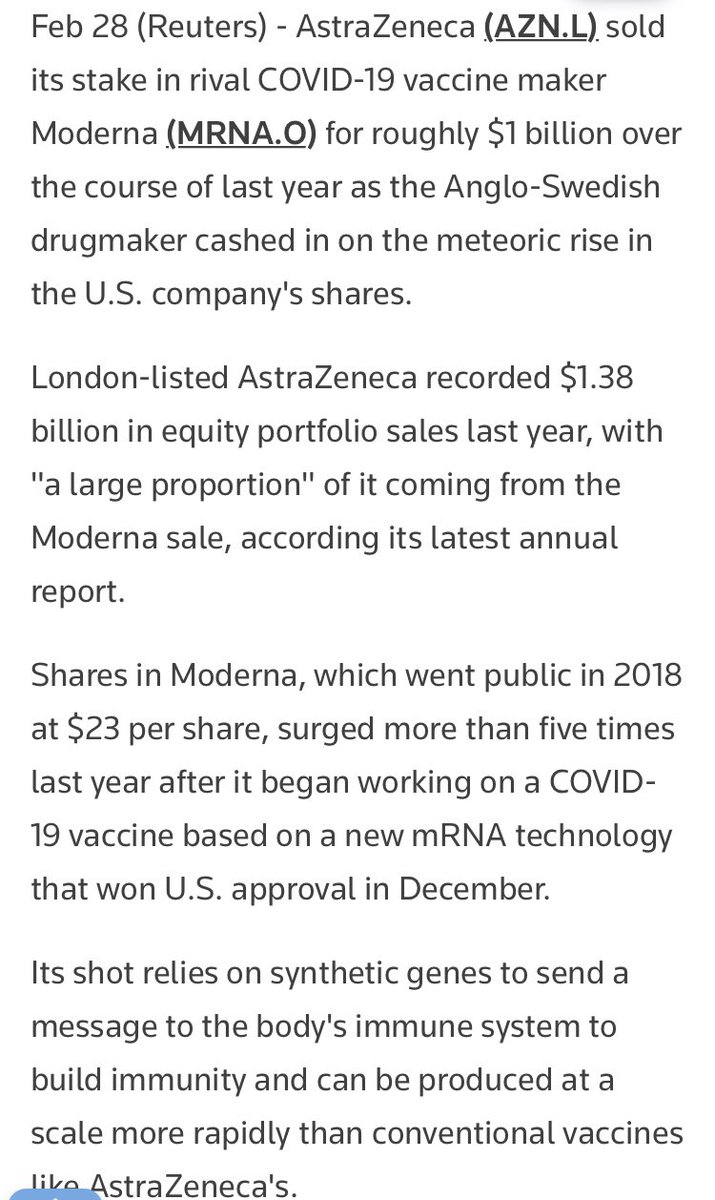 Feb 28 (Reuters) - AstraZeneca (AZN.L) sold
its stake in rival COVID-19 vaccine maker
Moderna (MRNA.O) for roughly $1 billion over
the course of last year as the Anglo-Swedish
drugmaker cashed in on the meteoric rise in
the U.S. company's shares.
London-listed AstraZeneca recorded $1.38
billion in equity portfolio sales last year, with
"a large proportion" of it coming from the
Moderna sale, according its latest annual
report.
Shares in Moderna, which went public in 2018
at $23 per share, surged more than five times
last year after it began working on a COVID-
19 vaccine based on a new mRNA technology
that won U.S. approval in December.
Its shot relies on synthetic genes to send a
message to the body's immune system to
build immunity and can be produced at a
scale more rapidly than conventional vaccines
like AstraZeneca's.